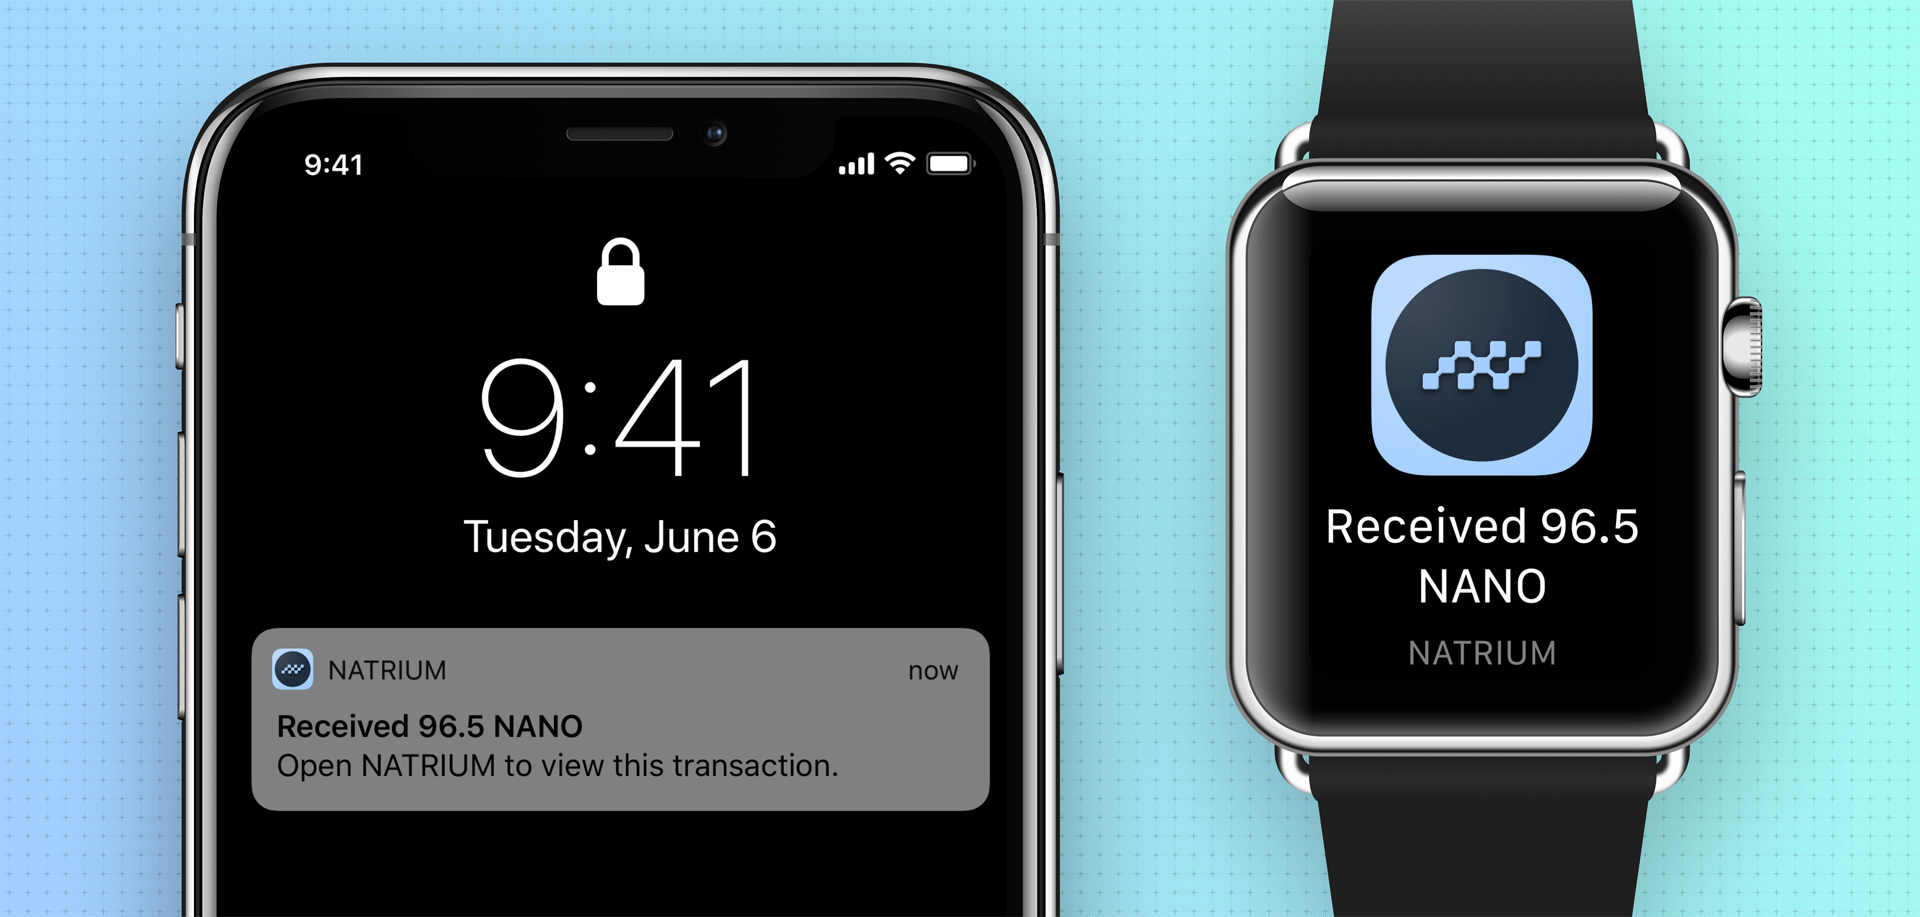 9:41
9:41
Tuesday, June 6
NATRIUM
now
Received 96.5 NANO
Open NATRIUM to view this transaction.
Received 96.5
NANO
NATRIUM